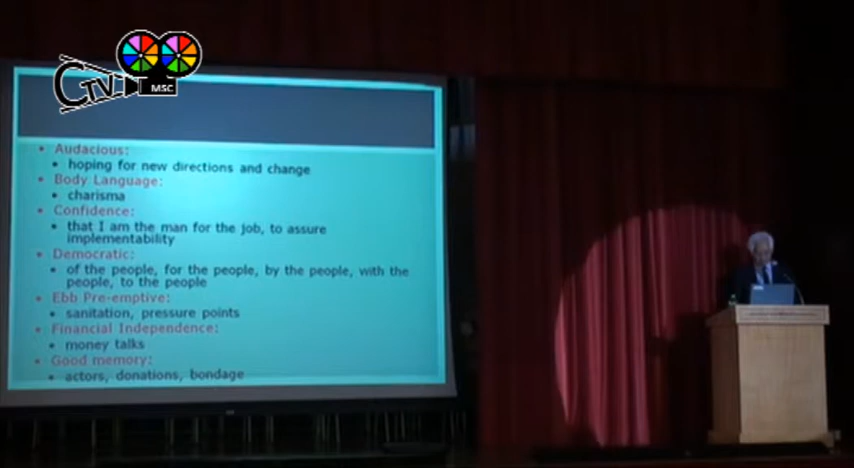 CTV
MSC
• Audacious:
• hoping for new directions and change
• Body Language:
• charisma
• Confidence:
• that I am the man for the job, to assure
implementability
• Democratic:
• of the people, for the people, by the people, with the
people, to the people
• Ebb Pre-emptive:
• sanitation, pressure points
• Financial Independence:
• money talks
• Good memory:
• actors, donations, bondage